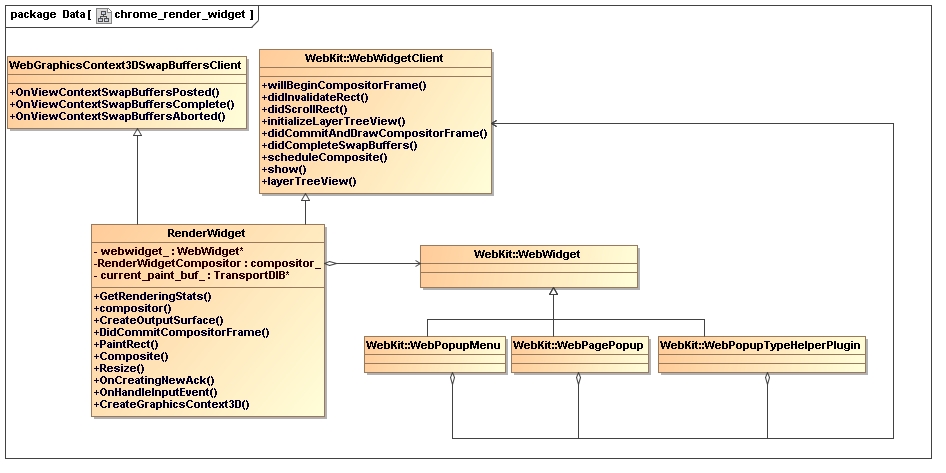 package Data[ chrome_render_widget ]
WebGraphicsContext3DSwapBuffersClient
+OnViewContextSwapBuffersPosted()
+OnViewContextSwapBuffersComplete()
+OnViewContextSwapBuffersAborted()
WebKit::WebWidgetClient
+willBeginCompositorFrame()
+didInvalidateRect()
+didScrollRect()
+initializeLayerTreeView()
+didCommitAndDrawCompositorFrame()
+didCompleteSwapBuffers()
+scheduleComposite()
+show()
+layerTreeView()
RenderWidget
- webwidget_ : WebWidget*
-RenderWidgetCompositor : compositor_
- current_paint_buf_ : TransportDIB*
+GetRenderingStats()
+compositor()
+CreateOutputSurface()
+DidCommitCompositorFrame()
+PaintRect()
+Composite()
+Resize()
+OnCreatingNewAck()
+OnHandleInputEvent()
+CreateGraphicsContext3D()
WebKit::WebWidget
WebKit::WebPopupMenu
WebKit::WebPagePopup
WebKit::WebPopupTypeHelperPlugin